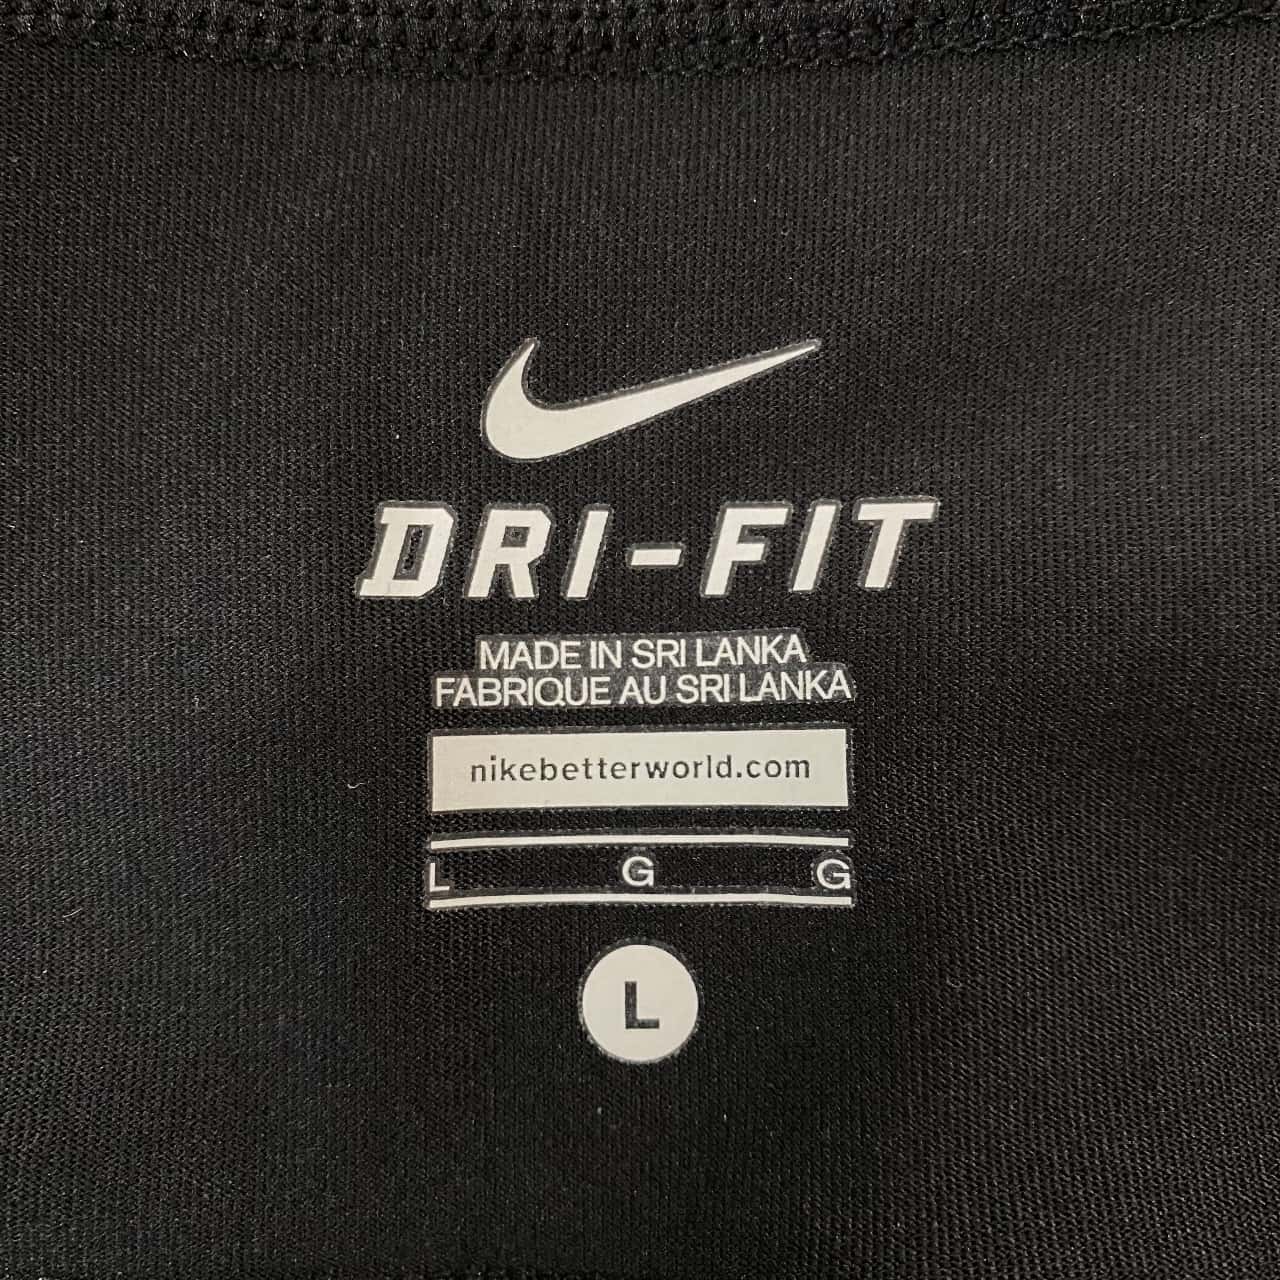 DRI-FIT
MADE IN SRI LANKA
FABRIQUE AU SRI LANKA
nikebetterworld.com
L G G
L